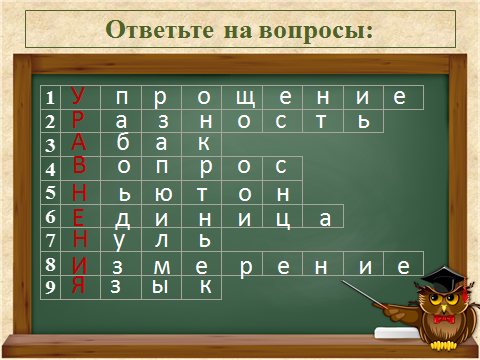 Ответьте на вопросы:
1 У п р о щ е н и е
2 Р а з н о с т ь
3 А б а к
4 В о п р о с
5 Н ь ю т о н
6 Е д и н и ц а
7 Н у л ь
8 И з м е р е н и е
9 Я з ы к